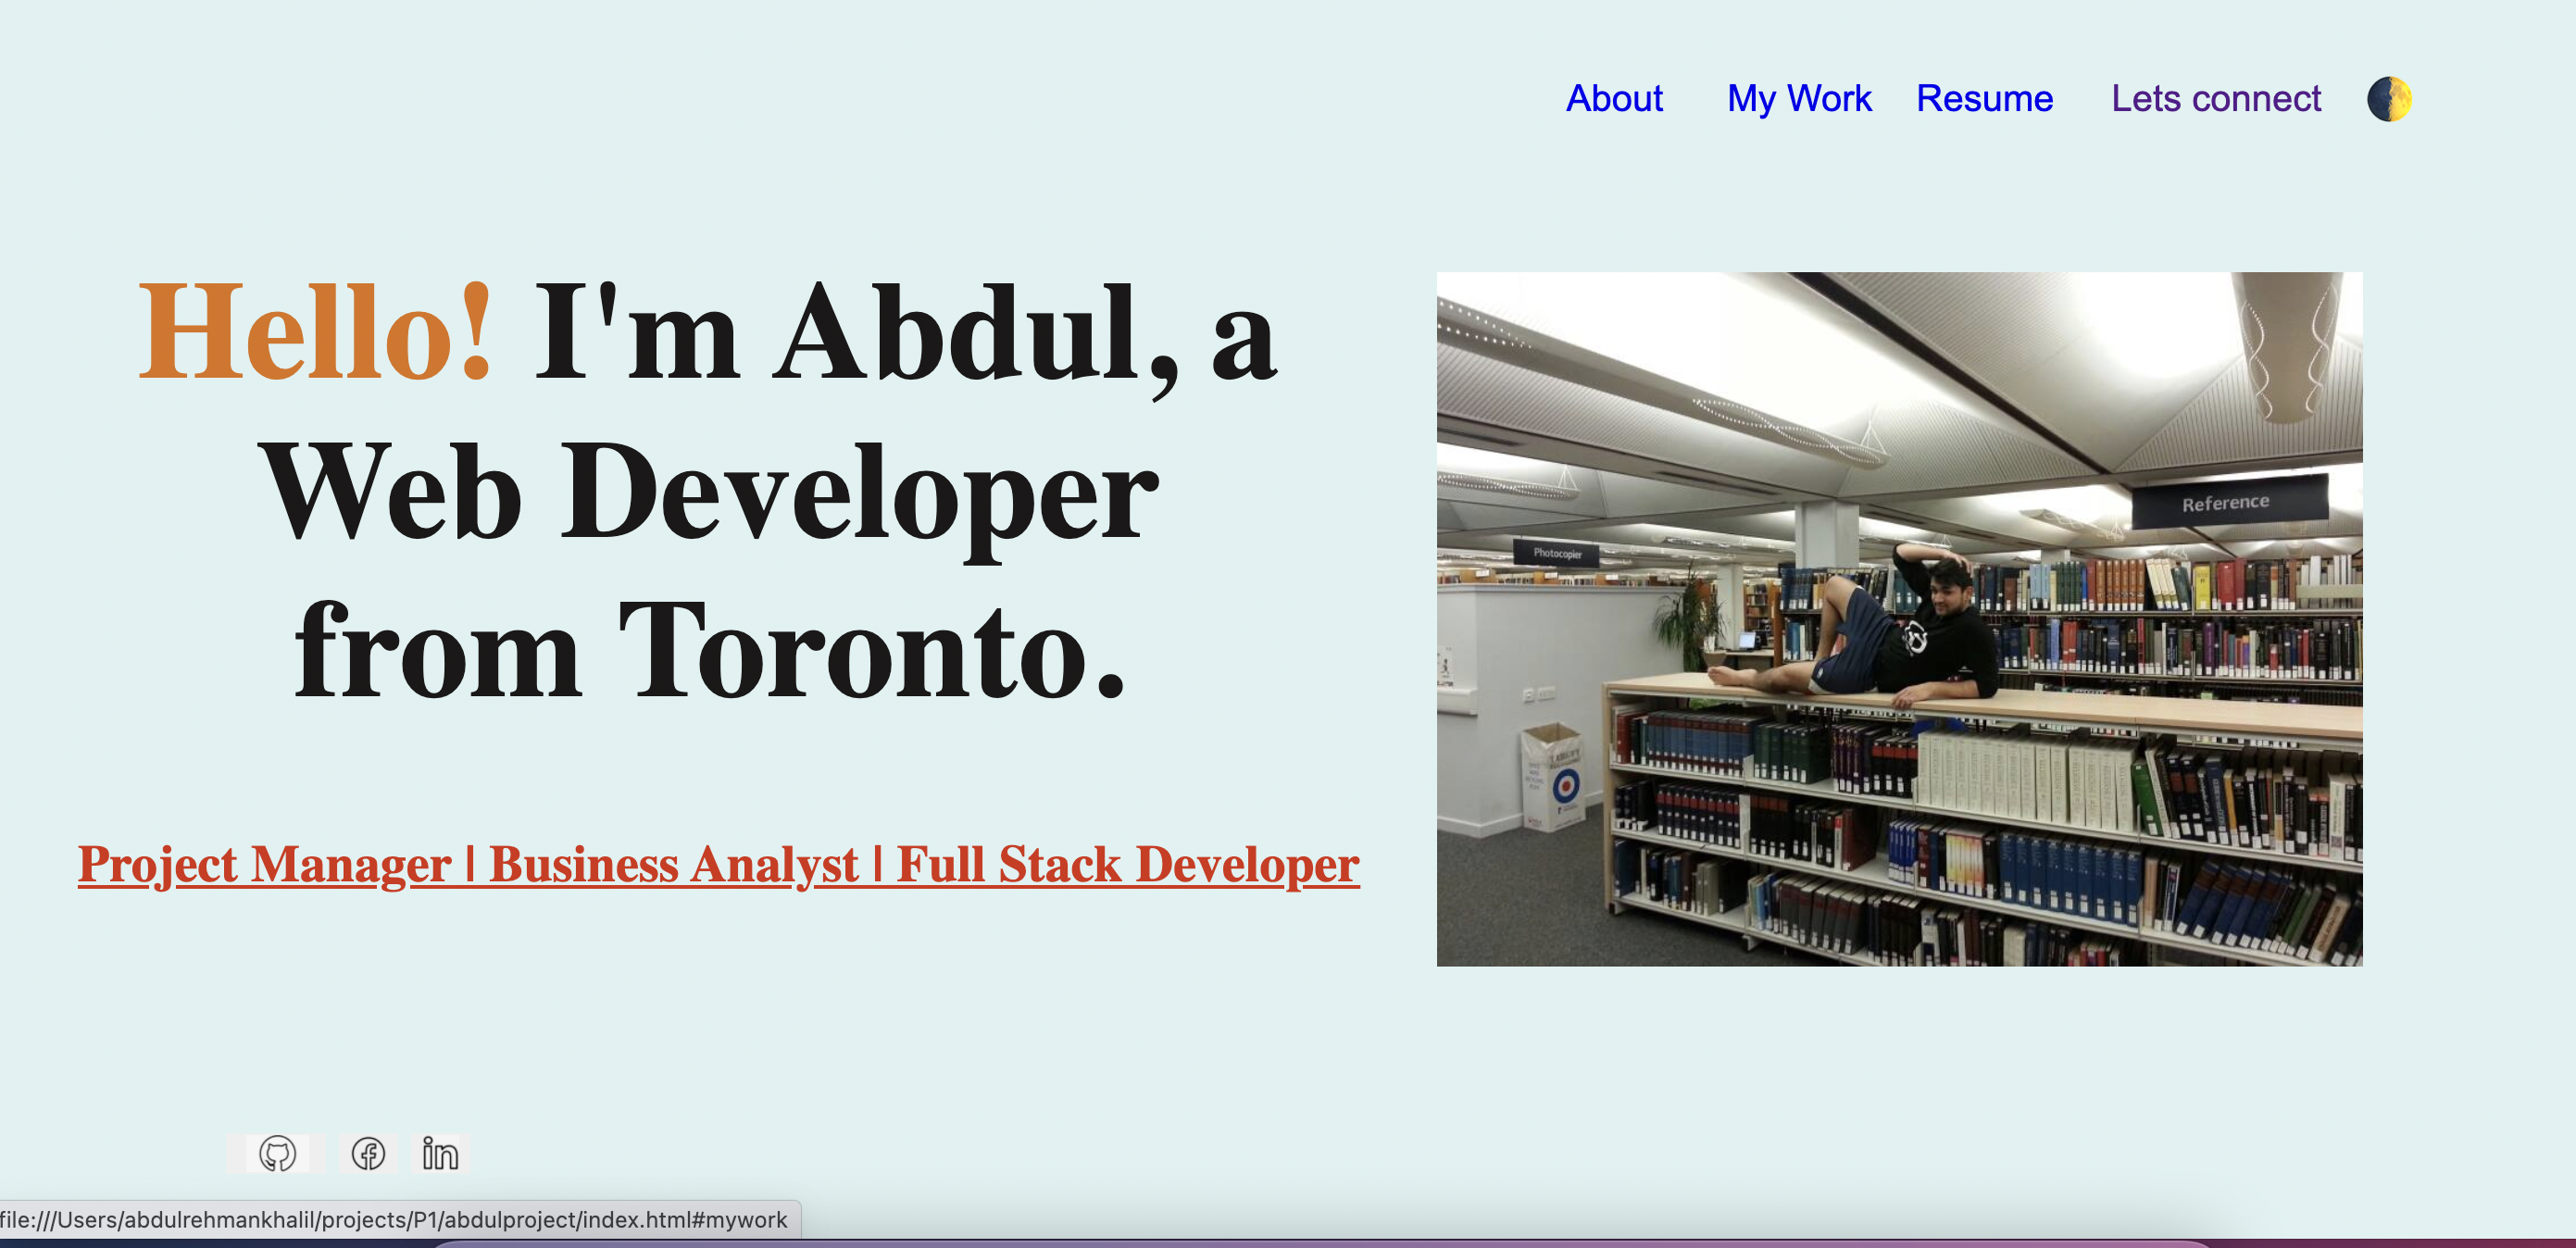 About My Work Resume Lets connect
Hello! I'm Abdul, a
Web Developer
from Toronto.
Project Manager | Business Analyst | Full Stack Developer
Reference
Photocopier
in
file:///Users/abdulrehmankhalil/projects/P1/abdulproject/index.html#mywork